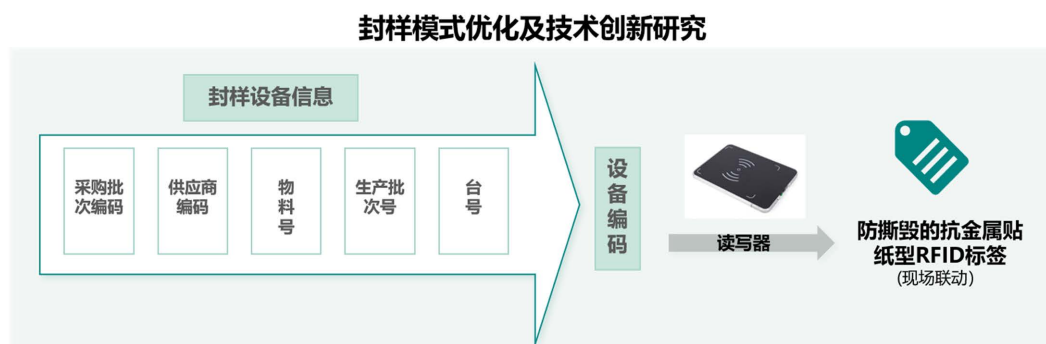 封样模式优化及技术创新研究
封样设备信息
采购批
次编码
供应商
编码
物
料
号
生产批
次号
台
号
设
备
编
码
读写器
防撕毁的抗金属贴
纸型RFID标签
(现场联动)